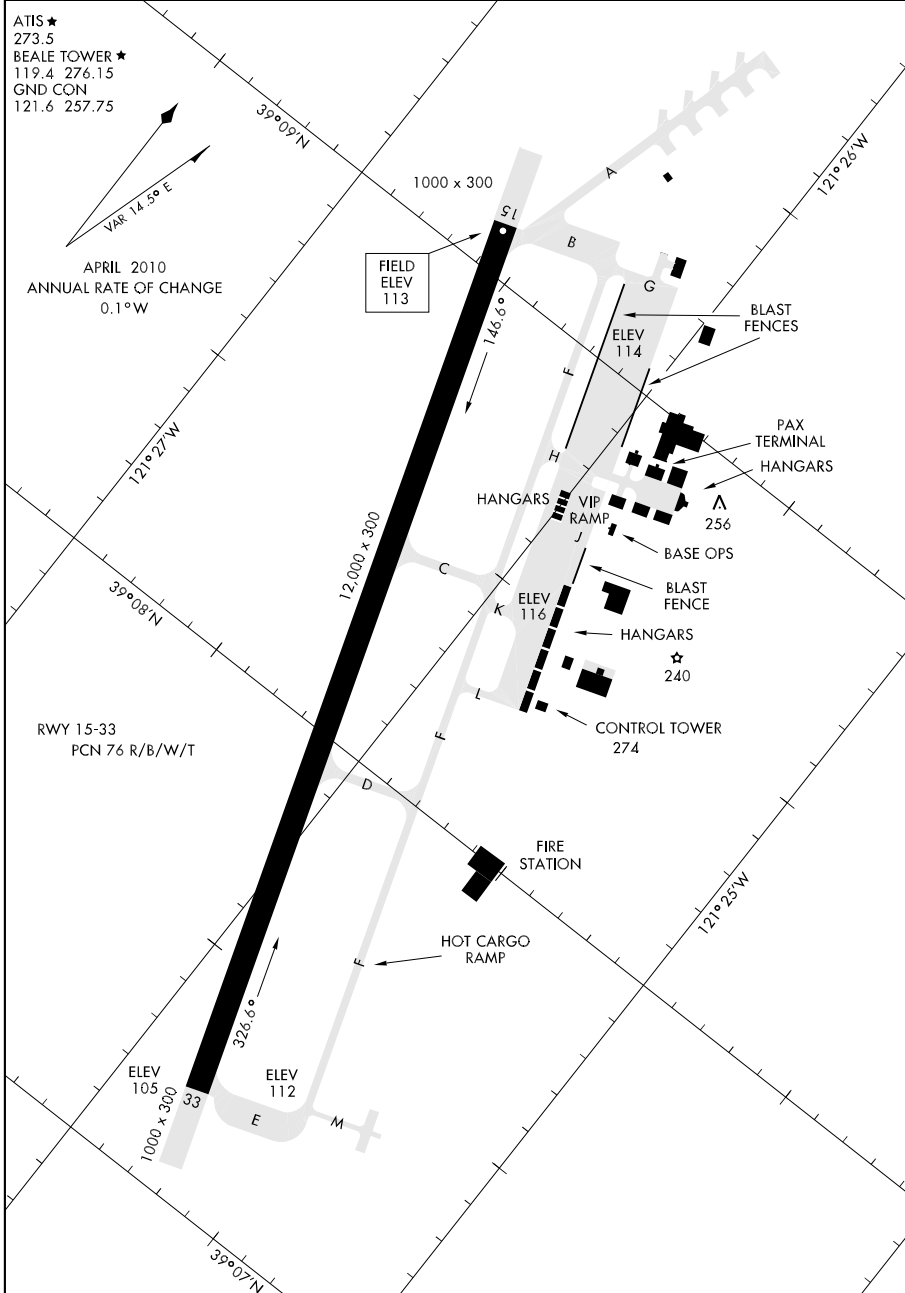 ATIS ★
273.5
BEALE TOWER ★
119.4 276.15
GND CON
121.6 257.75
VAR 14.5° E
APRIL 2010
ANNUAL RATE OF CHANGE
0.1° W
39°09'N
121°26'W
1000 x 300
A
15
B
FIELD
ELEV
113
G
BLAST
FENCES
146.6°
ELEV
114
F
121°27'W
PAX
TERMINAL
H
HANGARS
HANGARS
VIP
RAMP
256
J
BASE OPS
12,000 x 300
C
39°08'N
BLAST
FENCE
K
ELEV
116
HANGARS
240
L
RWY 15-33
PCN 76 R/B/W/T
F
CONTROL TOWER
274
D
FIRE
STATION
121°25'W
HOT CARGO
RAMP
F
326.6°
ELEV
105
ELEV
112
33
1000 x 300
E
M
39°07'N